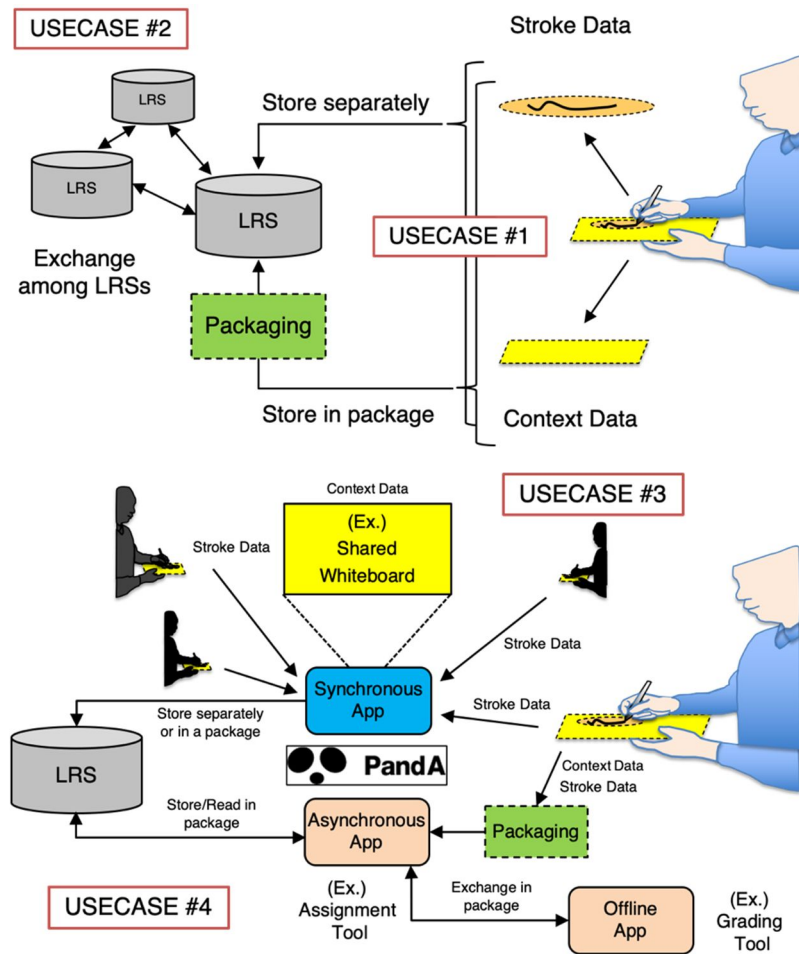 USECASE #2
Stroke Data
LRS
Store separately
LRS
LRS
USECASE #1
Exchange
among LRSs
Packaging
Store in package
Context Data
Context Data
USECASE #3
(Ex.)
Shared
Whiteboard
Stroke Data
Stroke Data
Synchronous
App
Stroke Data
Store separately
or in a package
PandA
LRS
Context Data
Stroke Data
Store/Read in
package
Asynchronous
App
Packaging
USECASE #4
(Ex.)
Assignment
Tool
Exchange in
package
Offline
App
(Ex.)
Grading
Tool